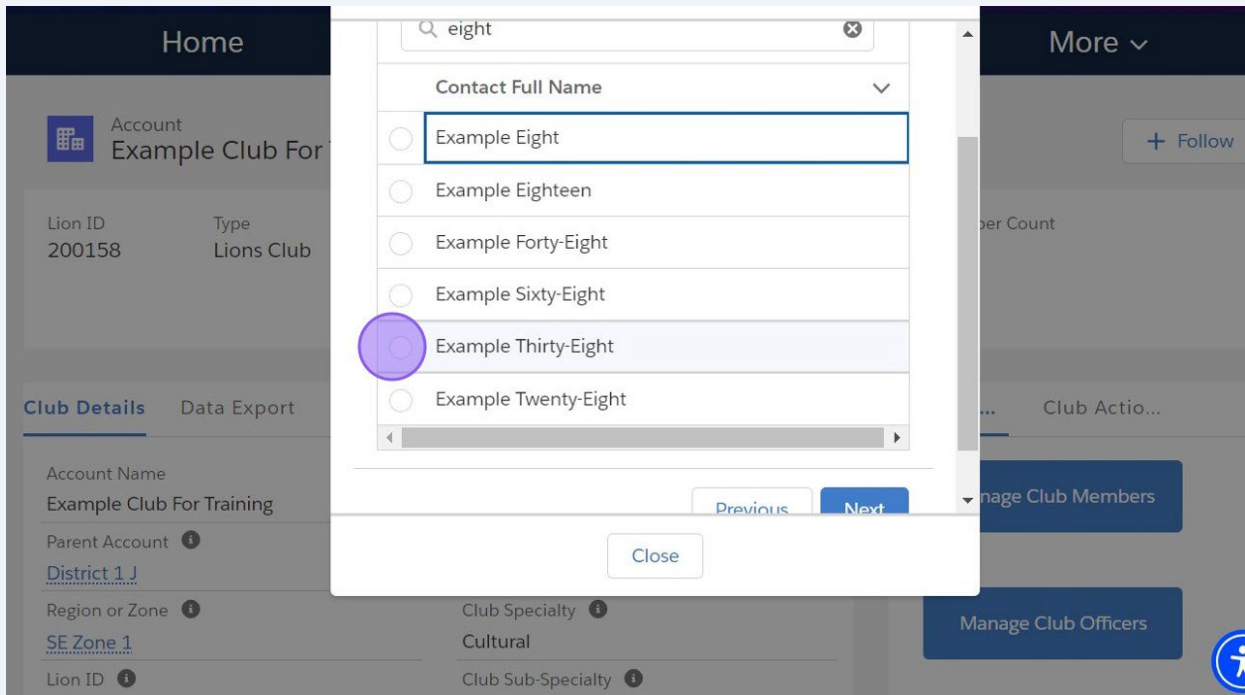 Home
More
eight
Contact Full Name
Example Eight
Example Eighteen
Example Forty-Eight
Example Sixty-Eight
Example Thirty-Eight
Example Twenty-Eight
Previous
Next
Close
Account
Example Club For
+ Follow
Lion ID
200158
Type
Lions Club
Count
Club Details
Data Export
...
Club Actio...
Account Name
Example Club For Training
Parent Account
District 1 J
Region or Zone
SE Zone 1
Lion ID
Club Specialty
Cultural
Club Sub-Specialty
Club Members
Manage Club Officers